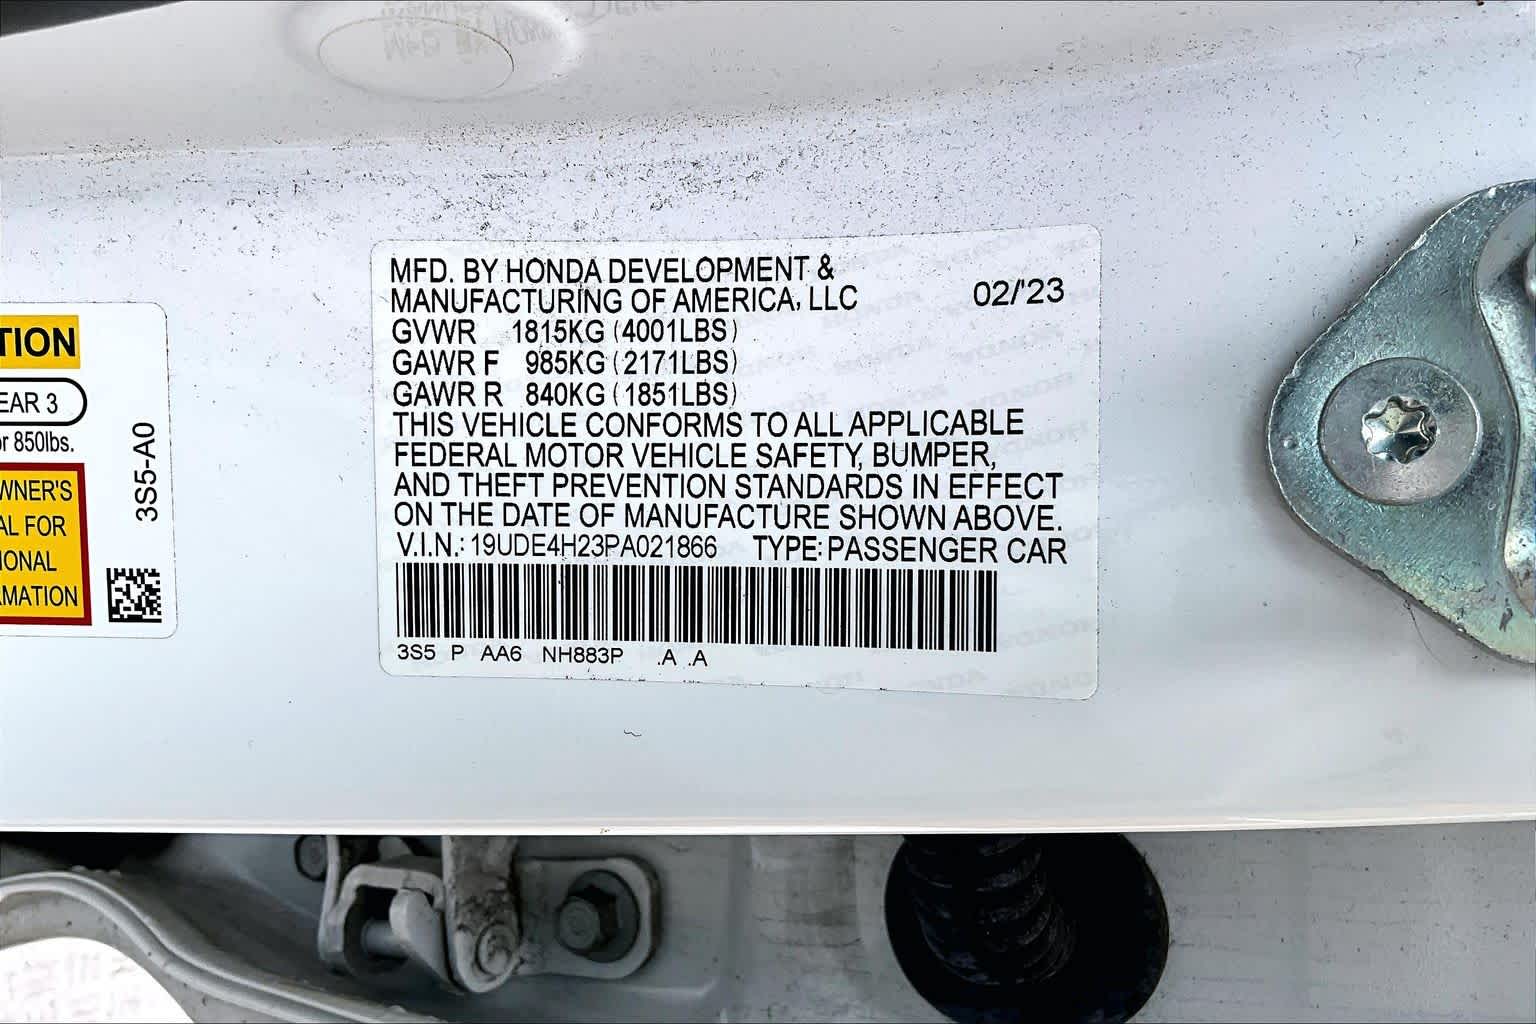 MFD. BY HONDA DEVELOPMENT &
MANUFACTURING OF AMERICA, LLC 02/'23
GVWR 1815KG (4001LBS)
GAWR F 985KG (2171LBS)
GAWR R 840KG (1851LBS)
THIS VEHICLE CONFORMS TO ALL APPLICABLE
FEDERAL MOTOR VEHICLE SAFETY, BUMPER,
AND THEFT PREVENTION STANDARDS IN EFFECT
ON THE DATE OF MANUFACTURE SHOWN ABOVE.
V.I.N.: 19UDE4H23PA021866 TYPE: PASSENGER CAR
3S5 P AA6 NH883P .A .A
TION
EAR 3
or 850lbs.
WNER'S
AL FOR
IONAL
RMATION
3S5-A0